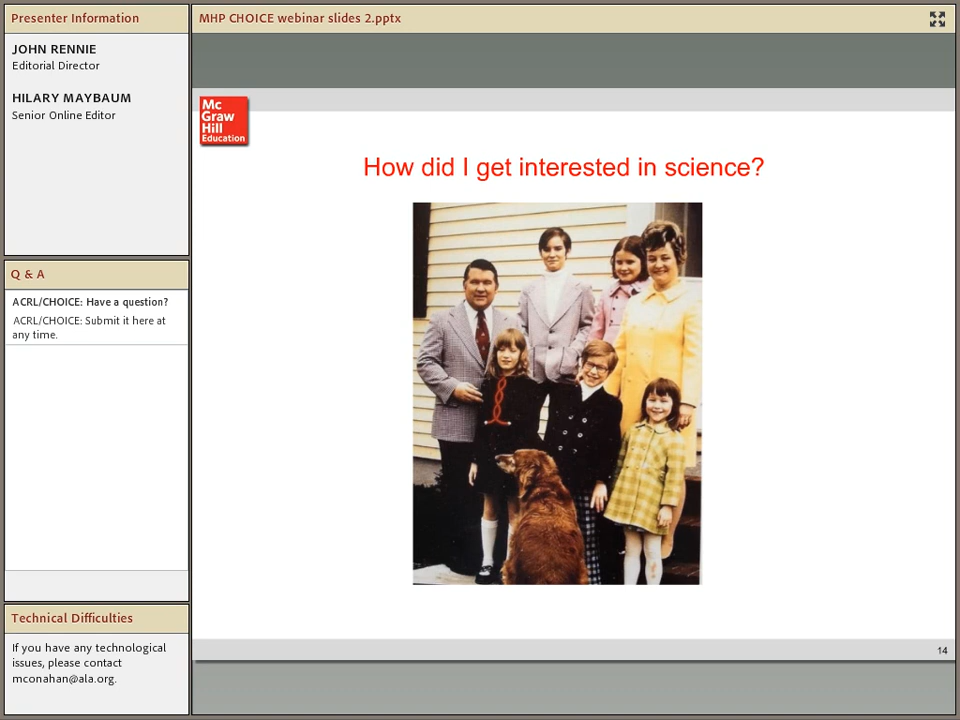 Presenter Information
JOHN RENNIE
Editorial Director
HILARY MAYBAUM
Senior Online Editor
Q & A
ACRL/CHOICE: Have a question?
ACRL/CHOICE: Submit it here at
any time.
Technical Difficulties
If you have any technological
issues, please contact
mconahan@ala.org.
MHP CHOICE webinar slides 2.pptx
Mc
Graw
Hill
Education
How did I get interested in science?
14